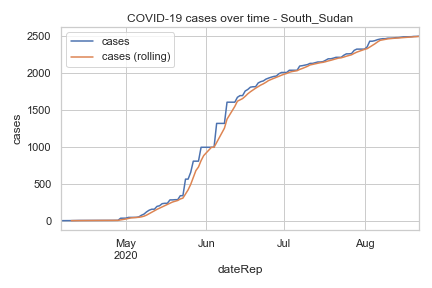 COVID-19 cases over time - South_Sudan
cases
cases (rolling)
2500
2000
1500
1000
500
0
cases
May Jun Jul Aug
2020
dateRep